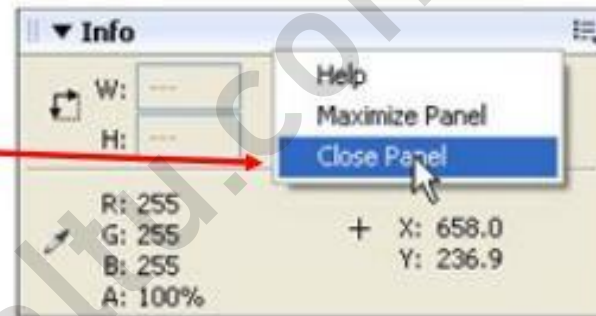 Info
W: ---
H: ---
Help
Maximize Panel
Close Panel
R: 255
G: 255
B: 255
A: 100%
X: 658.0
Y: 236.9